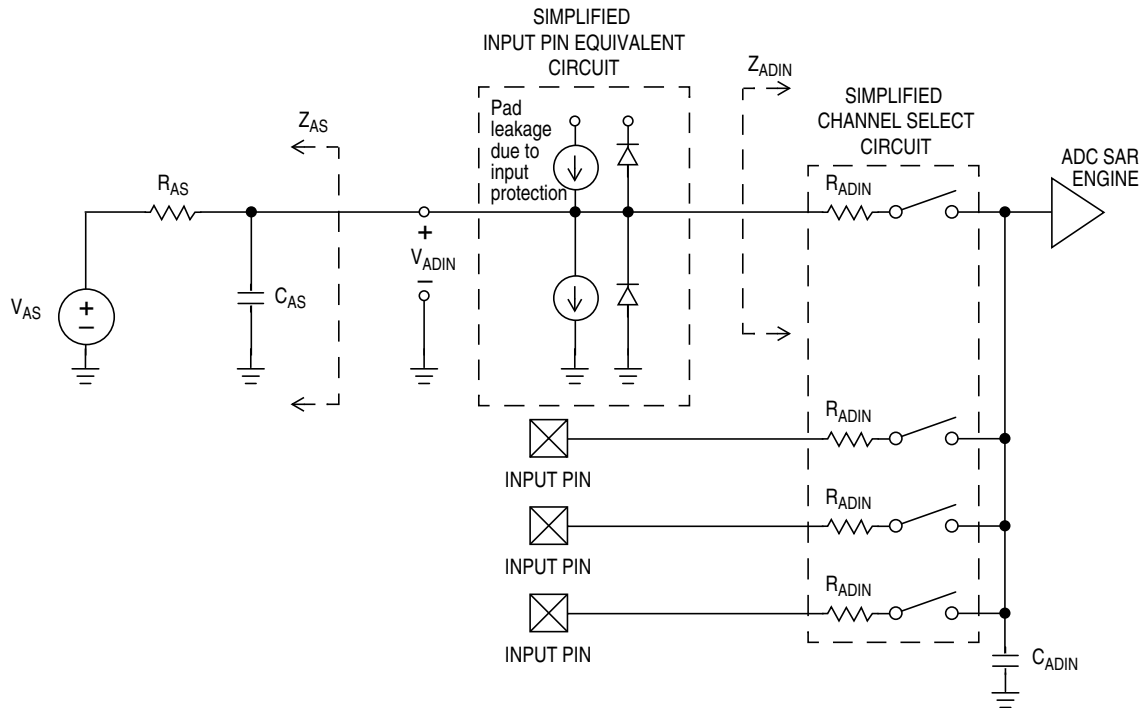 SIMPLIFIED
INPUT PIN EQUIVALENT
CIRCUIT
Z_ADIN
SIMPLIFIED
CHANNEL SELECT
CIRCUIT
ADC SAR
ENGINE
Pad
leakage
due to
input
protection
Z_AS
R_AS
R_ADIN
+
V_ADIN
−
V_AS
+
−
C_AS
R_ADIN
INPUT PIN
R_ADIN
INPUT PIN
R_ADIN
INPUT PIN
C_ADIN